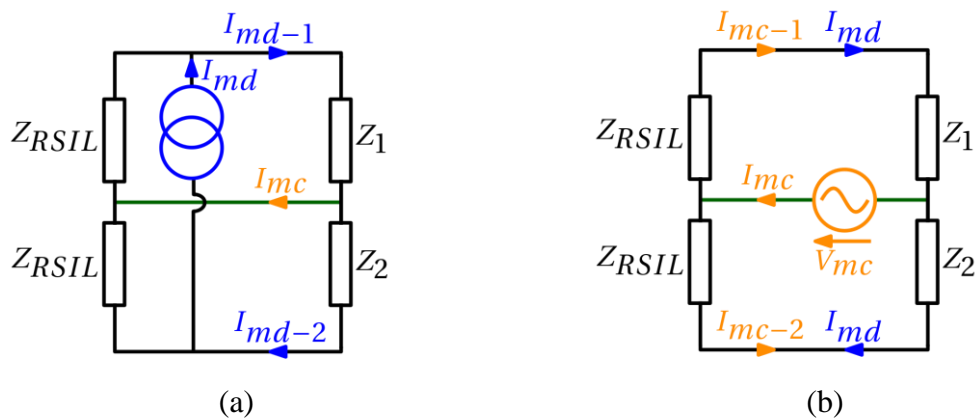 I_{md-1}
I_{md}
Z_{RSIL}
Z_1
I_{mc}
Z_{RSIL}
Z_2
I_{md-2}
(a)
I_{mc-1} I_{md}
Z_{RSIL}
Z_1
I_{mc}
V_{mc}
Z_{RSIL}
Z_2
I_{mc-2} I_{md}
(b)